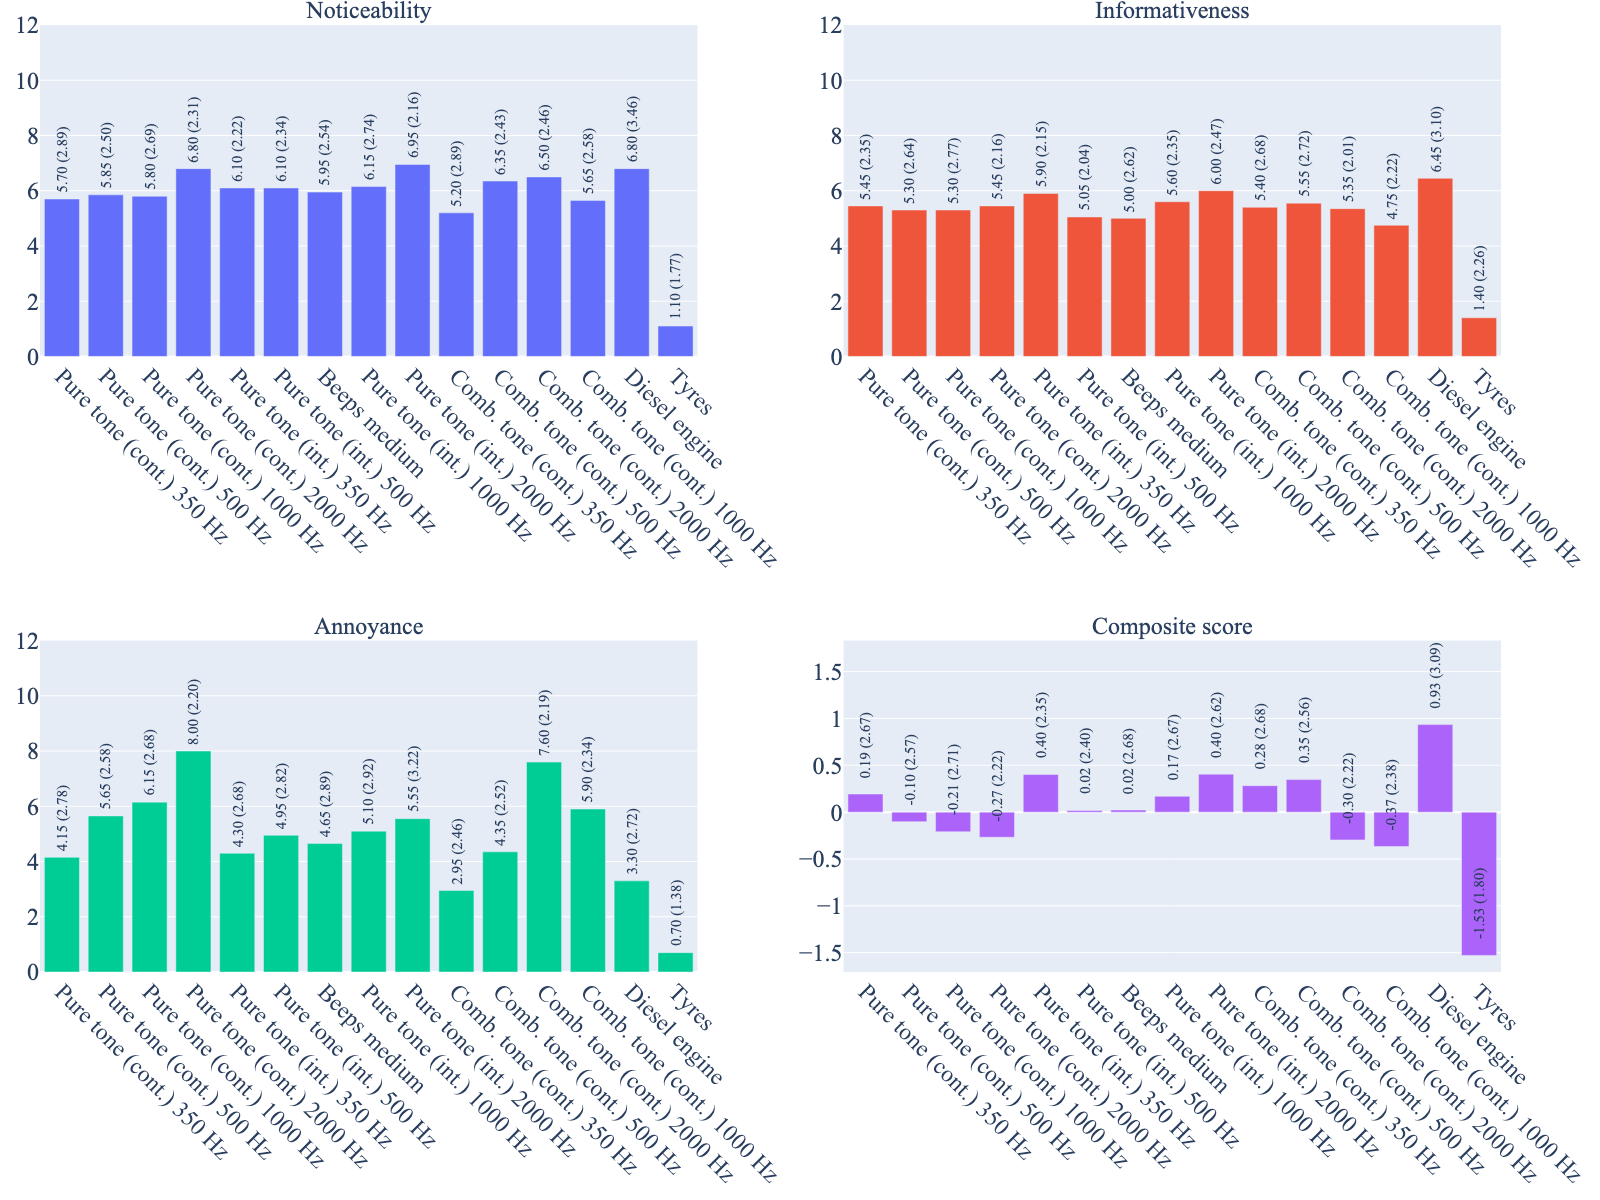 Noticeability
12
10
8
6
4
2
0
5.70 (2.89)
5.85 (2.50)
5.80 (2.69)
6.80 (2.31)
6.10 (2.22)
6.10 (2.34)
5.95 (2.54)
6.15 (2.74)
6.95 (2.16)
5.20 (2.89)
6.35 (2.43)
6.50 (2.46)
5.65 (2.58)
6.80 (3.46)
1.10 (1.77)
Pure tone (cont.) 350 Hz
Pure tone (cont.) 500 Hz
Pure tone (cont.) 1000 Hz
Pure tone (cont.) 2000 Hz
Pure tone (int.) 350 Hz
Pure tone (int.) 500 Hz
Beeps medium
Pure tone (int.) 1000 Hz
Pure tone (int.) 2000 Hz
Comb. tone (cont.) 350 Hz
Comb. tone (cont.) 500 Hz
Comb. tone (cont.) 2000 Hz
Comb. tone (cont.) 1000 Hz
Diesel engine
Tyres
Informativeness
12
10
8
6
4
2
0
5.45 (2.35)
5.30 (2.64)
5.30 (2.77)
5.45 (2.16)
5.90 (2.15)
5.05 (2.04)
5.00 (2.62)
5.60 (2.35)
6.00 (2.47)
5.40 (2.68)
5.55 (2.72)
5.35 (2.01)
4.75 (2.22)
6.45 (3.10)
1.40 (2.26)
Pure tone (cont.) 350 Hz
Pure tone (cont.) 500 Hz
Pure tone (cont.) 1000 Hz
Pure tone (cont.) 2000 Hz
Pure tone (int.) 350 Hz
Pure tone (int.) 500 Hz
Beeps medium
Pure tone (int.) 1000 Hz
Pure tone (int.) 2000 Hz
Comb. tone (cont.) 350 Hz
Comb. tone (cont.) 500 Hz
Comb. tone (cont.) 2000 Hz
Comb. tone (cont.) 1000 Hz
Diesel engine
Tyres
Annoyance
12
10
8
6
4
2
0
4.15 (2.78)
5.65 (2.58)
6.15 (2.68)
8.00 (2.20)
4.30 (2.68)
4.95 (2.82)
4.65 (2.89)
5.10 (2.92)
5.55 (3.22)
2.95 (2.46)
4.35 (2.52)
7.60 (2.19)
5.90 (2.34)
3.30 (2.72)
0.70 (1.38)
Pure tone (cont.) 350 Hz
Pure tone (cont.) 500 Hz
Pure tone (cont.) 1000 Hz
Pure tone (cont.) 2000 Hz
Pure tone (int.) 350 Hz
Pure tone (int.) 500 Hz
Beeps medium
Pure tone (int.) 1000 Hz
Pure tone (int.) 2000 Hz
Comb. tone (cont.) 350 Hz
Comb. tone (cont.) 500 Hz
Comb. tone (cont.) 2000 Hz
Comb. tone (cont.) 1000 Hz
Diesel engine
Tyres
Composite score
1.5
1
0.5
0
−0.5
−1
−1.5
0.19 (2.67)
-0.10 (2.57)
-0.21 (2.71)
-0.27 (2.22)
0.40 (2.35)
0.02 (2.40)
0.02 (2.68)
0.17 (2.67)
0.40 (2.62)
0.28 (2.68)
0.35 (2.56)
-0.30 (2.22)
-0.37 (2.38)
0.93 (3.09)
-1.53 (1.80)
Pure tone (cont.) 350 Hz
Pure tone (cont.) 500 Hz
Pure tone (cont.) 1000 Hz
Pure tone (cont.) 2000 Hz
Pure tone (int.) 350 Hz
Pure tone (int.) 500 Hz
Beeps medium
Pure tone (int.) 1000 Hz
Pure tone (int.) 2000 Hz
Comb. tone (cont.) 350 Hz
Comb. tone (cont.) 500 Hz
Comb. tone (cont.) 2000 Hz
Comb. tone (cont.) 1000 Hz
Diesel engine
Tyres